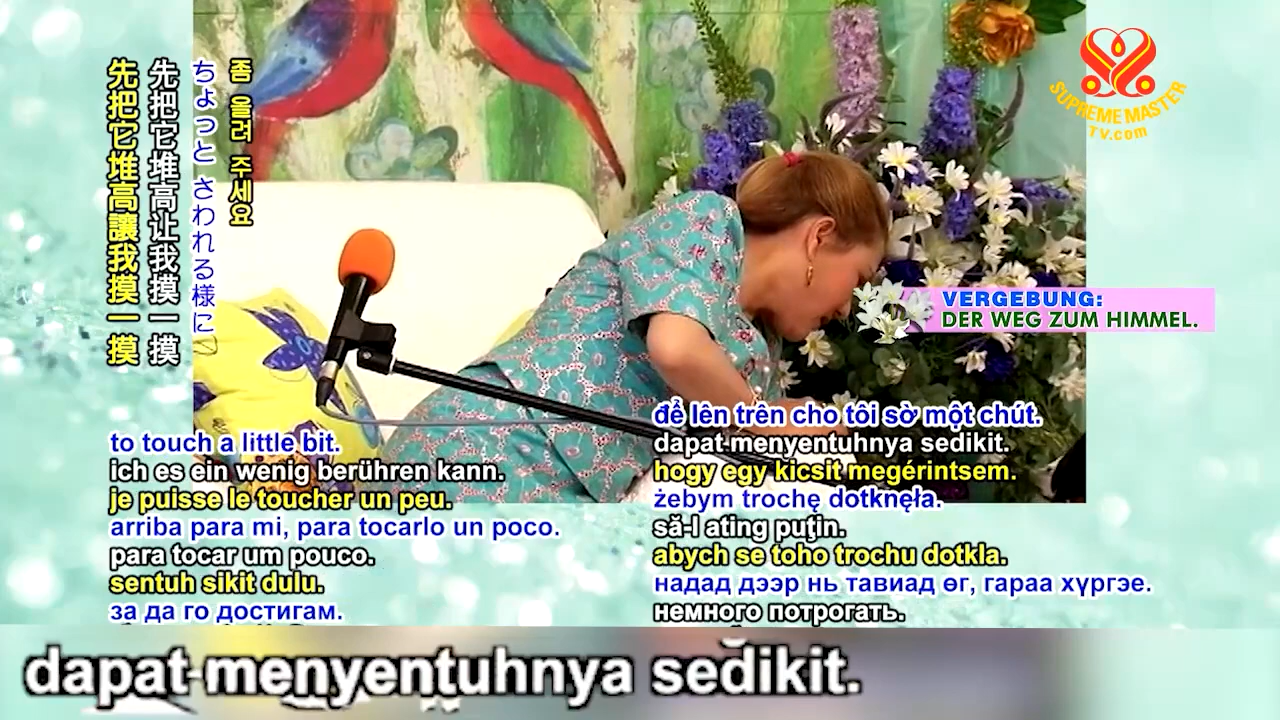 先把它堆高讓我摸一摸
先把它堆高让我摸一摸
ちょっと さわれる様に
좀 올려 주세요
SUPREME MASTER
TV.com
VERGEBUNG:
DER WEG ZUM HIMMEL.
to touch a little bit.
ich es ein wenig berühren kann.
je puisse le toucher un peu.
arriba para mi, para tocarlo un poco.
para tocar um pouco.
sentuh sikit dulu.
за да го достигам.
để lên trên cho tôi sờ một chút.
dapat menyentuhnya sedikit.
hogy egy kicsit megérintsem.
żebym trochę dotknęła.
să-l ating puţin.
abych se toho trochu dotkla.
надад дээр нь тавиад өг, гараа хүргэе.
немного потрогать.
dapat menyentuhnya sedikit.